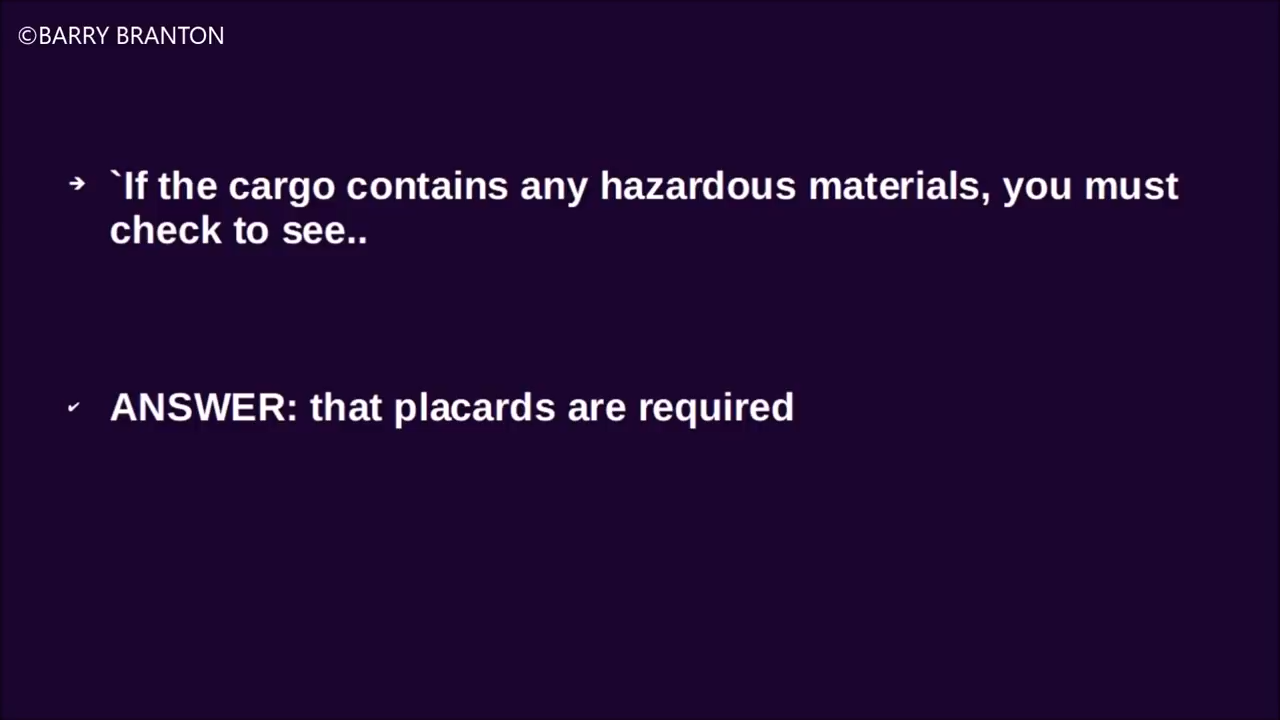 ©BARRY BRANTON
➔ `If the cargo contains any hazardous materials, you must
check to see..
✔ ANSWER: that placards are required